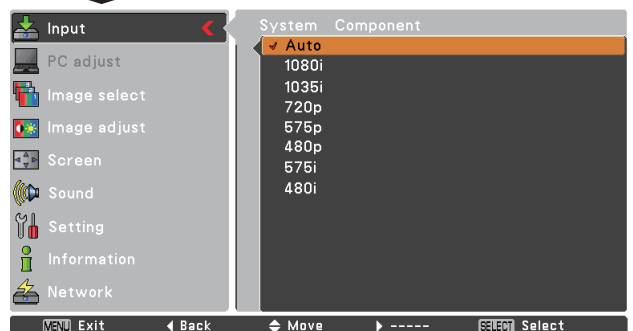 Input
PC adjust
Image select
Image adjust
Screen
Sound
Setting
Information
Network
System Component
Auto
1080i
1035i
720p
575p
480p
575i
480i
MENU Exit Back Move ----- SELECT Select